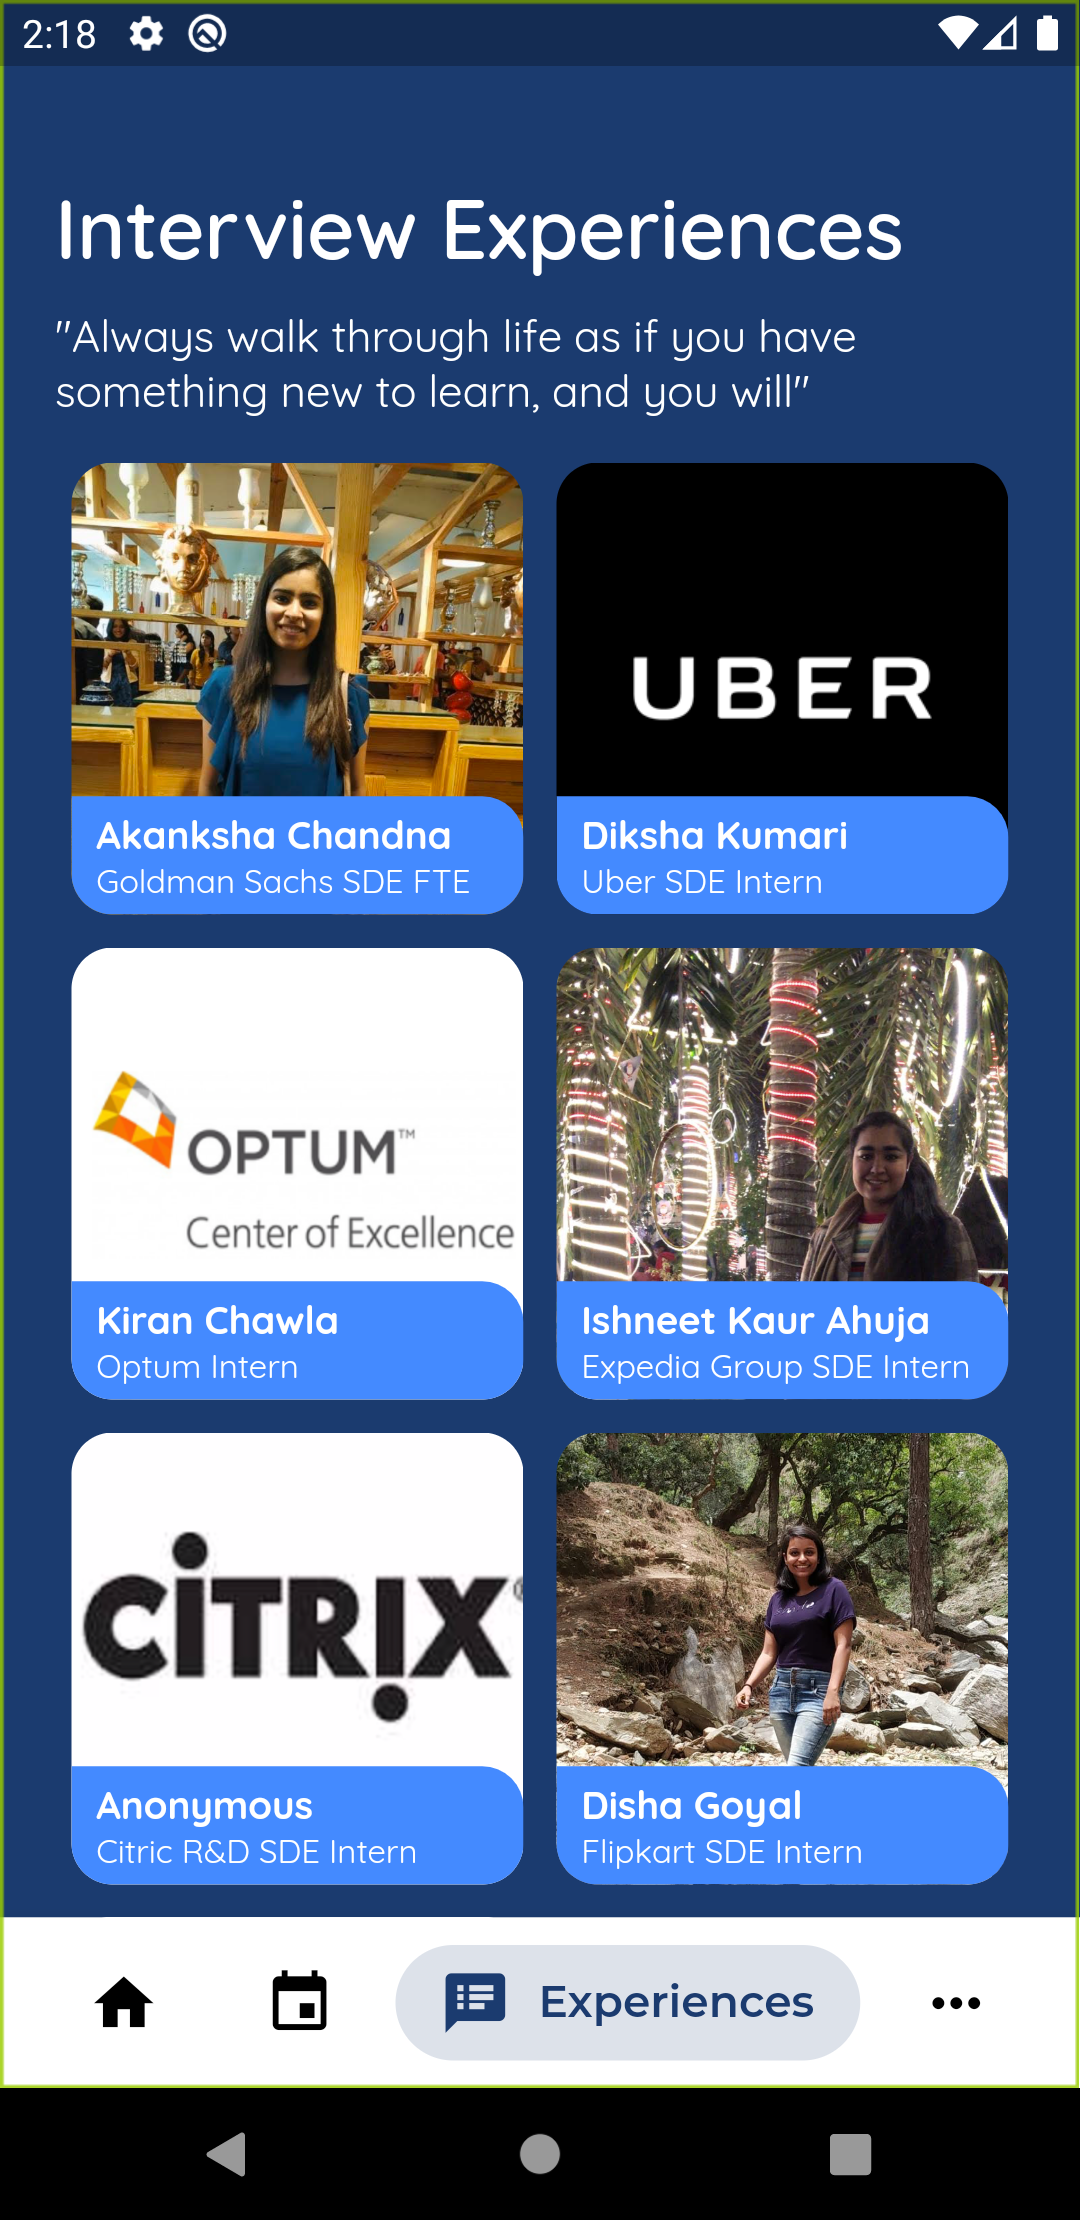 2:18
Interview Experiences
"Always walk through life as if you have
something new to learn, and you will"
UBER
Akanksha Chandna
Goldman Sachs SDE FTE
Diksha Kumari
Uber SDE Intern
OPTUM™
Center of Excellence
Kiran Chawla
Optum Intern
Ishneet Kaur Ahuja
Expedia Group SDE Intern
CİTRIX®
Anonymous
Citric R&D SDE Intern
Disha Goyal
Flipkart SDE Intern
Experiences